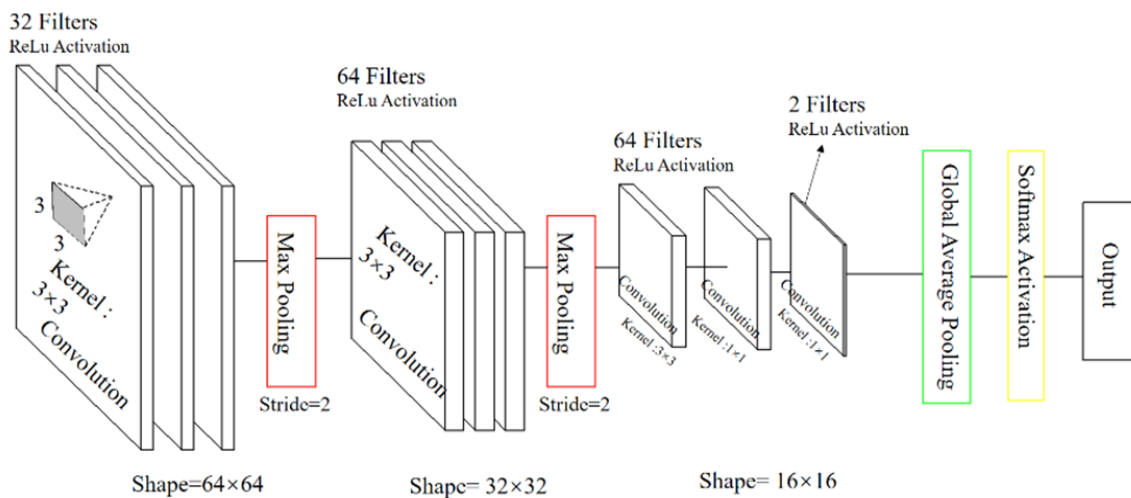 32 Filters
ReLu Activation
3
3
Kernel :
3×3
Convolution
Max Pooling
Stride=2
Shape=64×64
64 Filters
ReLu Activation
Kernel :
3×3
Convolution
Max Pooling
Stride=2
Shape= 32×32
64 Filters
ReLu Activation
Convolution
Kernel :3×3
Convolution
Kernel :1×1
2 Filters
ReLu Activation
Convolution
Kernel :1×1
Shape= 16×16
Global Average Pooling
Softmax Activation
Output